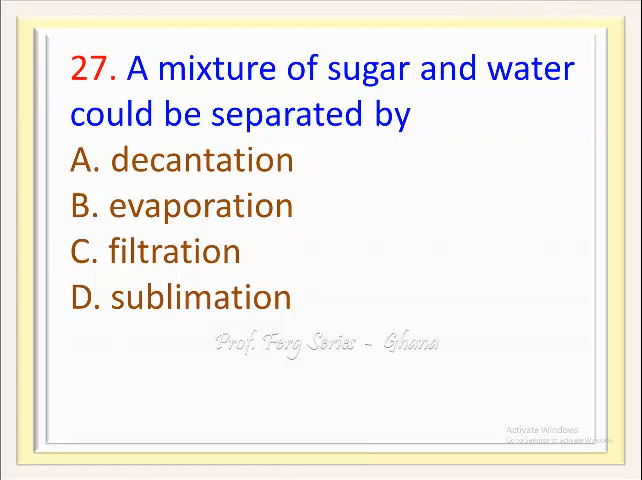 27. A mixture of sugar and water
could be separated by
A. decantation
B. evaporation
C. filtration
D. sublimation
Prof. Ferg Series - Ghana
Activate Windows
Go to Settings to activate Windows.